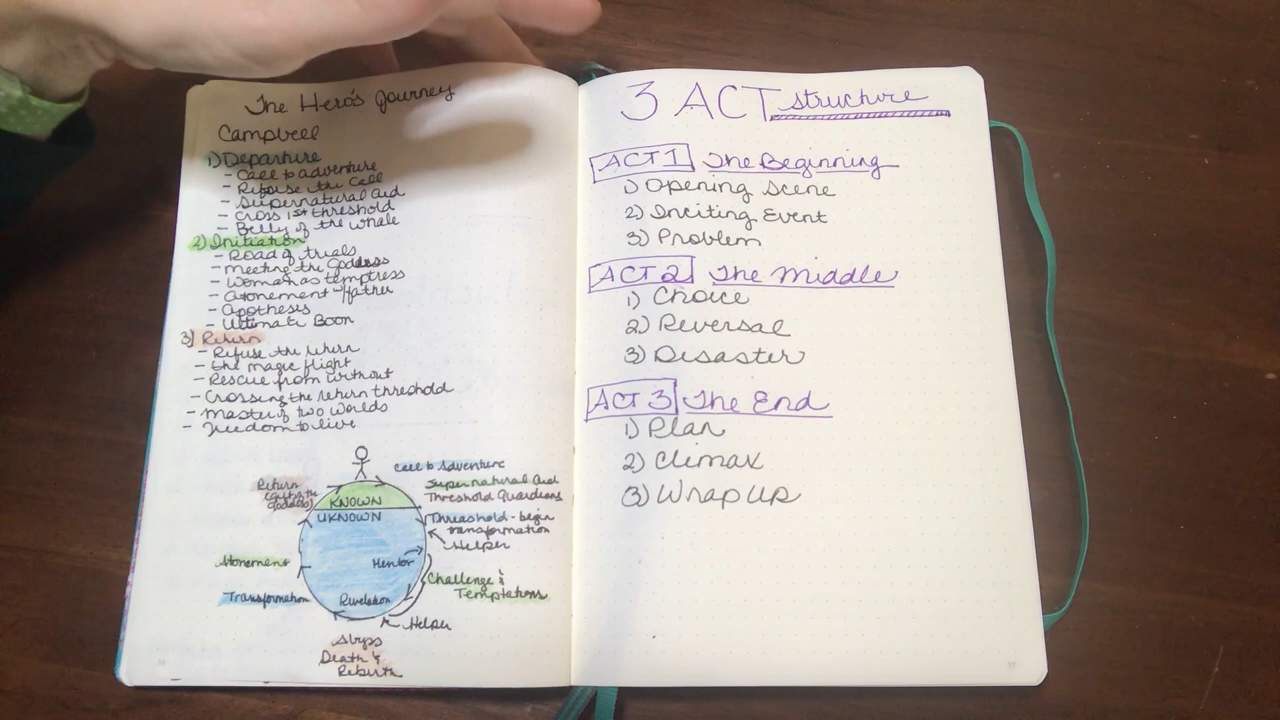 The Hero's Journey
Campbell
1) Departure
- Call to adventure
- Refuse the Call
- Supernatural Aid
- Cross 1st threshold
- Belly of the whale
2) Initiation
- Road of trials
- Meeting the Goddess
- Woman as temptress
- Atonement - father
- Apotheses
- Ultimate Boon
3) Return
- Refuse the return
- the magic flight
- Rescue from without
- Crossing the return threshold
- Master of two worlds
- freedom to live
Call to Adventure
Return
KNOWN
Supernatural aid
Threshold Guardians
UKNOWN
Threshold - begin
transformation
Helper
Mentor
Atonement
Challenge &
Temptations
Transformation
Revelation
Helper
Abyss
Death &
Rebirth
3 ACT structure
ACT 1 The Beginning
1) Opening Scene
2) Inciting Event
3) Problem
ACT 2 The Middle
1) Choice
2) Reversal
3) Disaster
ACT 3 The End
1) Plan
2) Climax
3) Wrap Up